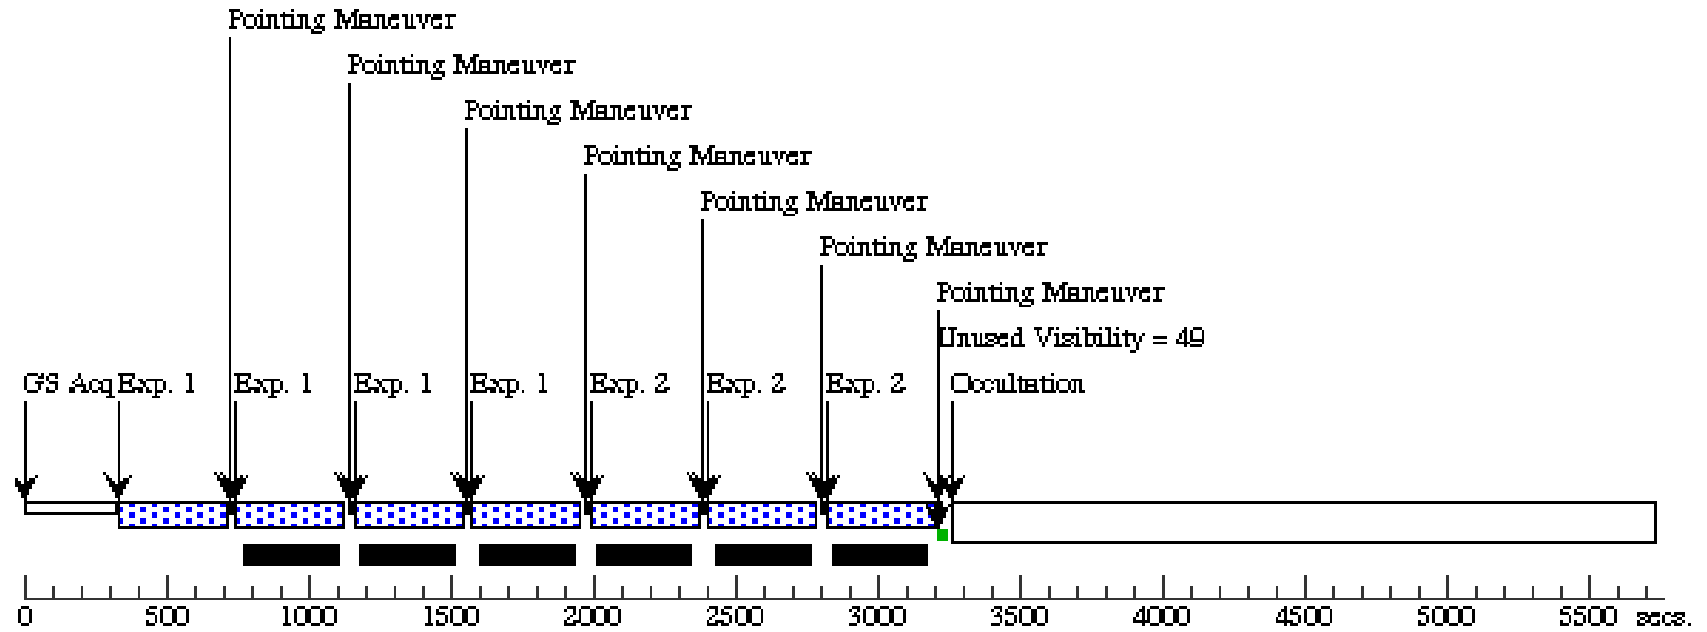 Pointing Maneuver
Pointing Maneuver
Pointing Maneuver
Pointing Maneuver
Pointing Maneuver
Pointing Maneuver
Pointing Maneuver
Unused Visibility = 49
GS Acq Exp. 1 Exp. 1 Exp. 1 Exp. 1 Exp. 2 Exp. 2 Exp. 2 Occultation
0 500 1000 1500 2000 2500 3000 3500 4000 4500 5000 5500 secs.